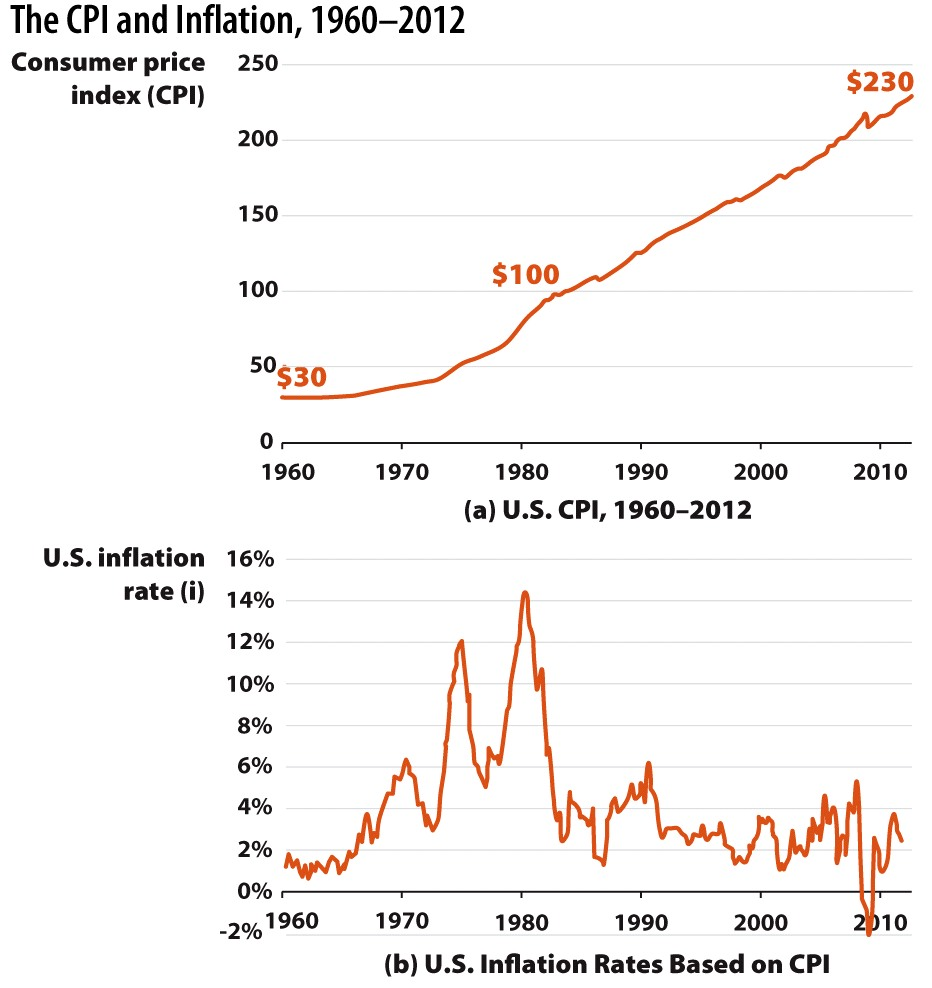 The CPI and Inflation, 1960–2012
Consumer price
index (CPI)
250
200
150
100
50
0
$230
$100
$30
1960 1970 1980 1990 2000 2010
(a) U.S. CPI, 1960–2012
U.S. inflation
rate (i)
16%
14%
12%
10%
8%
6%
4%
2%
0%
-2%
1960 1970 1980 1990 2000 2010
(b) U.S. Inflation Rates Based on CPI